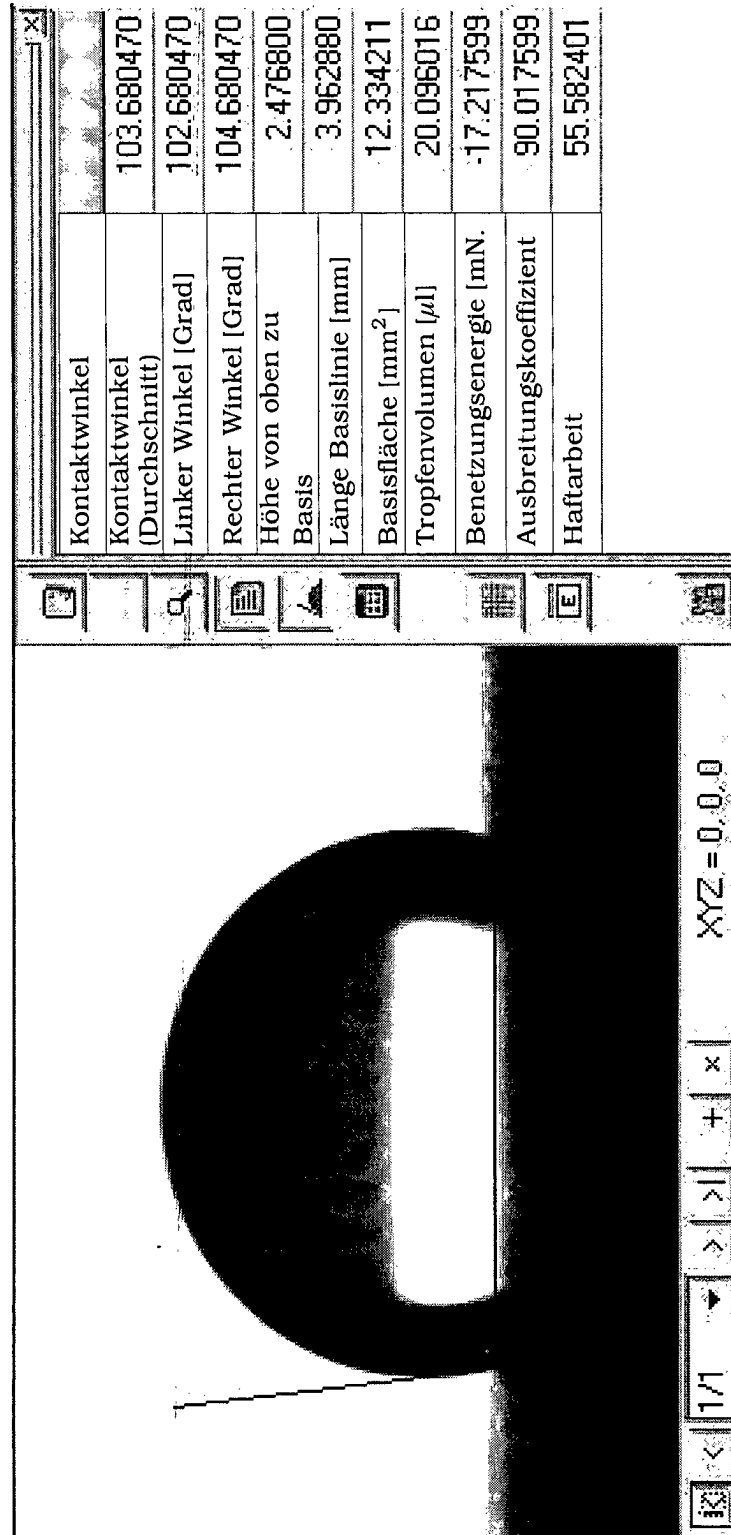 Kontaktwinkel
Kontaktwinkel
(Durchschnitt) 103.680470
Linker Winkel [Grad] 102.680470
Rechter Winkel [Grad] 104.680470
Höhe von oben zu
Basis 2.476800
Länge Basislinie [mm] 3.962880
Basisfläche [mm²] 12.334211
Tropfenvolumen [µl] 20.096016
Benetzungsenergie [mN. -17.217599
Ausbreitungskoeffizient 90.017599
Haftarbeit 55.582401
E
1/1
XYZ = 0, 0, 0